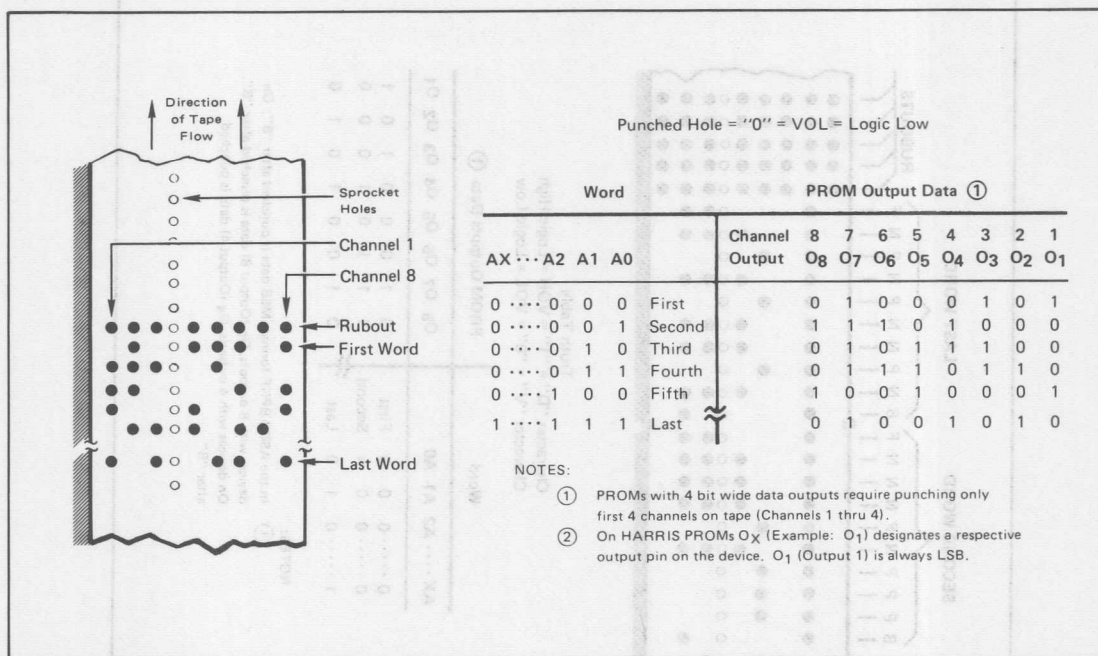 Direction
of Tape
Flow
Sprocket
Holes
Channel 1
Channel 8
Rubout
First Word
Last Word
Punched Hole = "0" = VOL = Logic Low
Word PROM Output Data ①
Channel 8 7 6 5 4 3 2 1
AX ···· A2 A1 A0 Output O8 O7 O6 O5 O4 O3 O2 O1
0 ···· 0 0 0 First 0 1 0 0 0 1 0 1
0 ···· 0 0 1 Second 1 1 1 0 1 0 0 0
0 ···· 0 1 0 Third 0 1 0 1 1 1 0 0
0 ···· 0 1 1 Fourth 0 1 1 1 0 1 1 0
0 ···· 1 0 0 Fifth 1 0 0 1 0 0 0 1
1 ···· 1 1 1 Last 0 1 0 0 1 0 1 0
NOTES:
① PROMs with 4 bit wide data outputs require punching only
first 4 channels on tape (Channels 1 thru 4).
② On HARRIS PROMs OX (Example: O1) designates a respective
output pin on the device. O1 (Output 1) is always LSB.